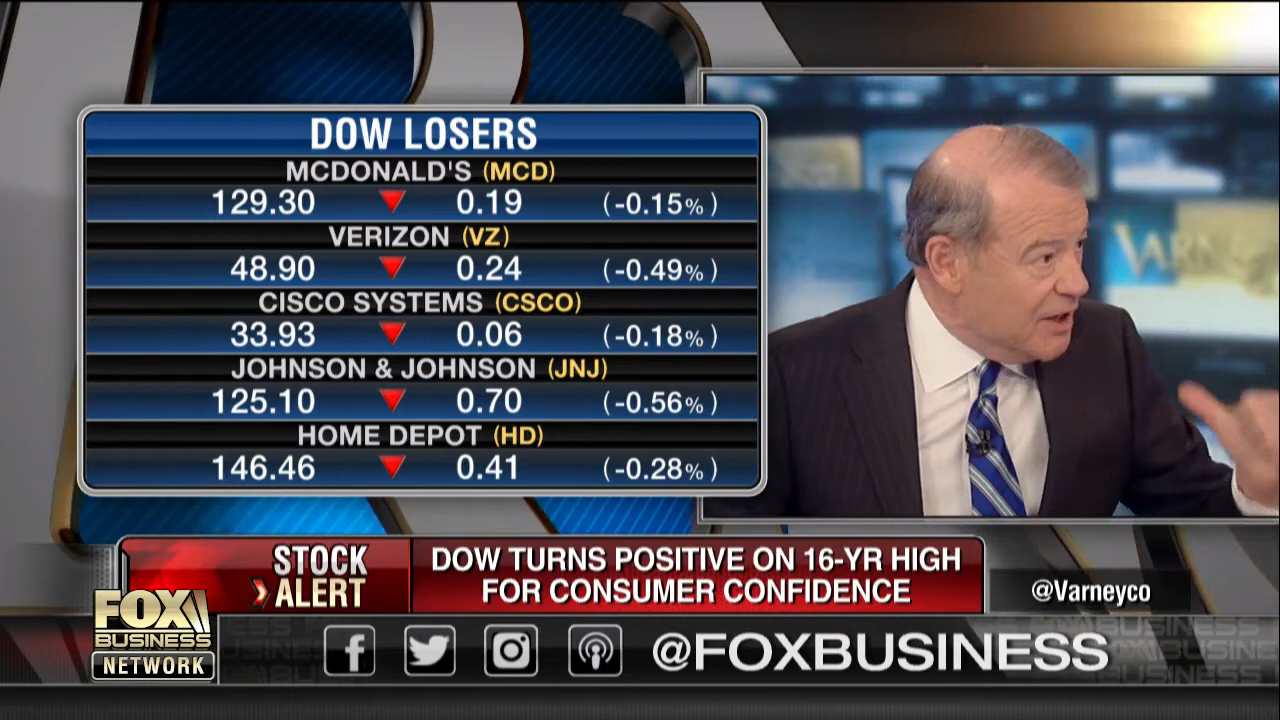 DOW LOSERS
MCDONALD'S (MCD)
129.30 ▼ 0.19 (-0.15%)
VERIZON (VZ)
48.90 ▼ 0.24 (-0.49%)
CISCO SYSTEMS (CSCO)
33.93 ▼ 0.06 (-0.18%)
JOHNSON & JOHNSON (JNJ)
125.10 ▼ 0.70 (-0.56%)
HOME DEPOT (HD)
146.46 ▼ 0.41 (-0.28%)
VARNEY
STOCK
ALERT
DOW TURNS POSITIVE ON 16-YR HIGH
FOR CONSUMER CONFIDENCE
@Varneyco
FOX
BUSINESS
NETWORK
@FOXBUSINESS